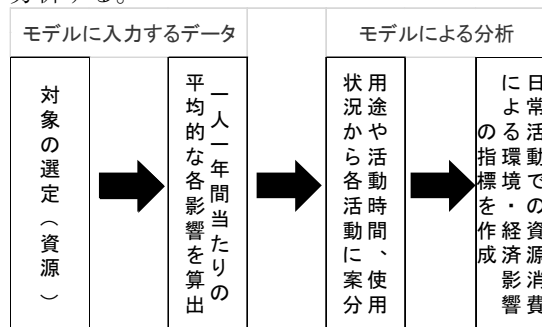 モデルに入力するデータ
モデルによる分析
対象の選定（資源）
一人一年間当たりの
平均的な各影響を算出
用途や活動時間、使用
状況から各活動に案分
日常活動での資源消費
による環境・経済影響
の指標を作成